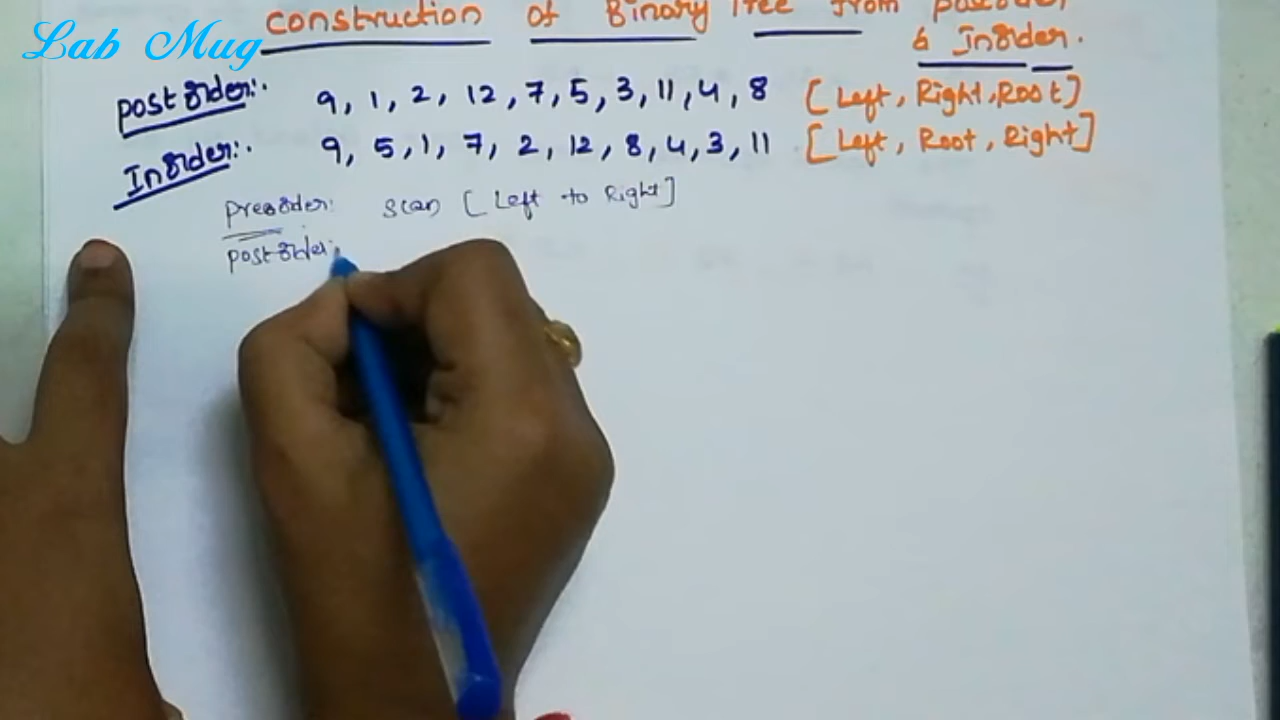 Lab Mug
construction of Binary Tree from postorder
& Inorder.
postorder:. 9, 1, 2, 12, 7, 5, 3, 11, 4, 8 [Left, Right, Root]
Inorder:. 9, 5, 1, 7, 2, 12, 8, 4, 3, 11 [Left, Root, Right]
preorder: scan [Left to Right]
postorder: